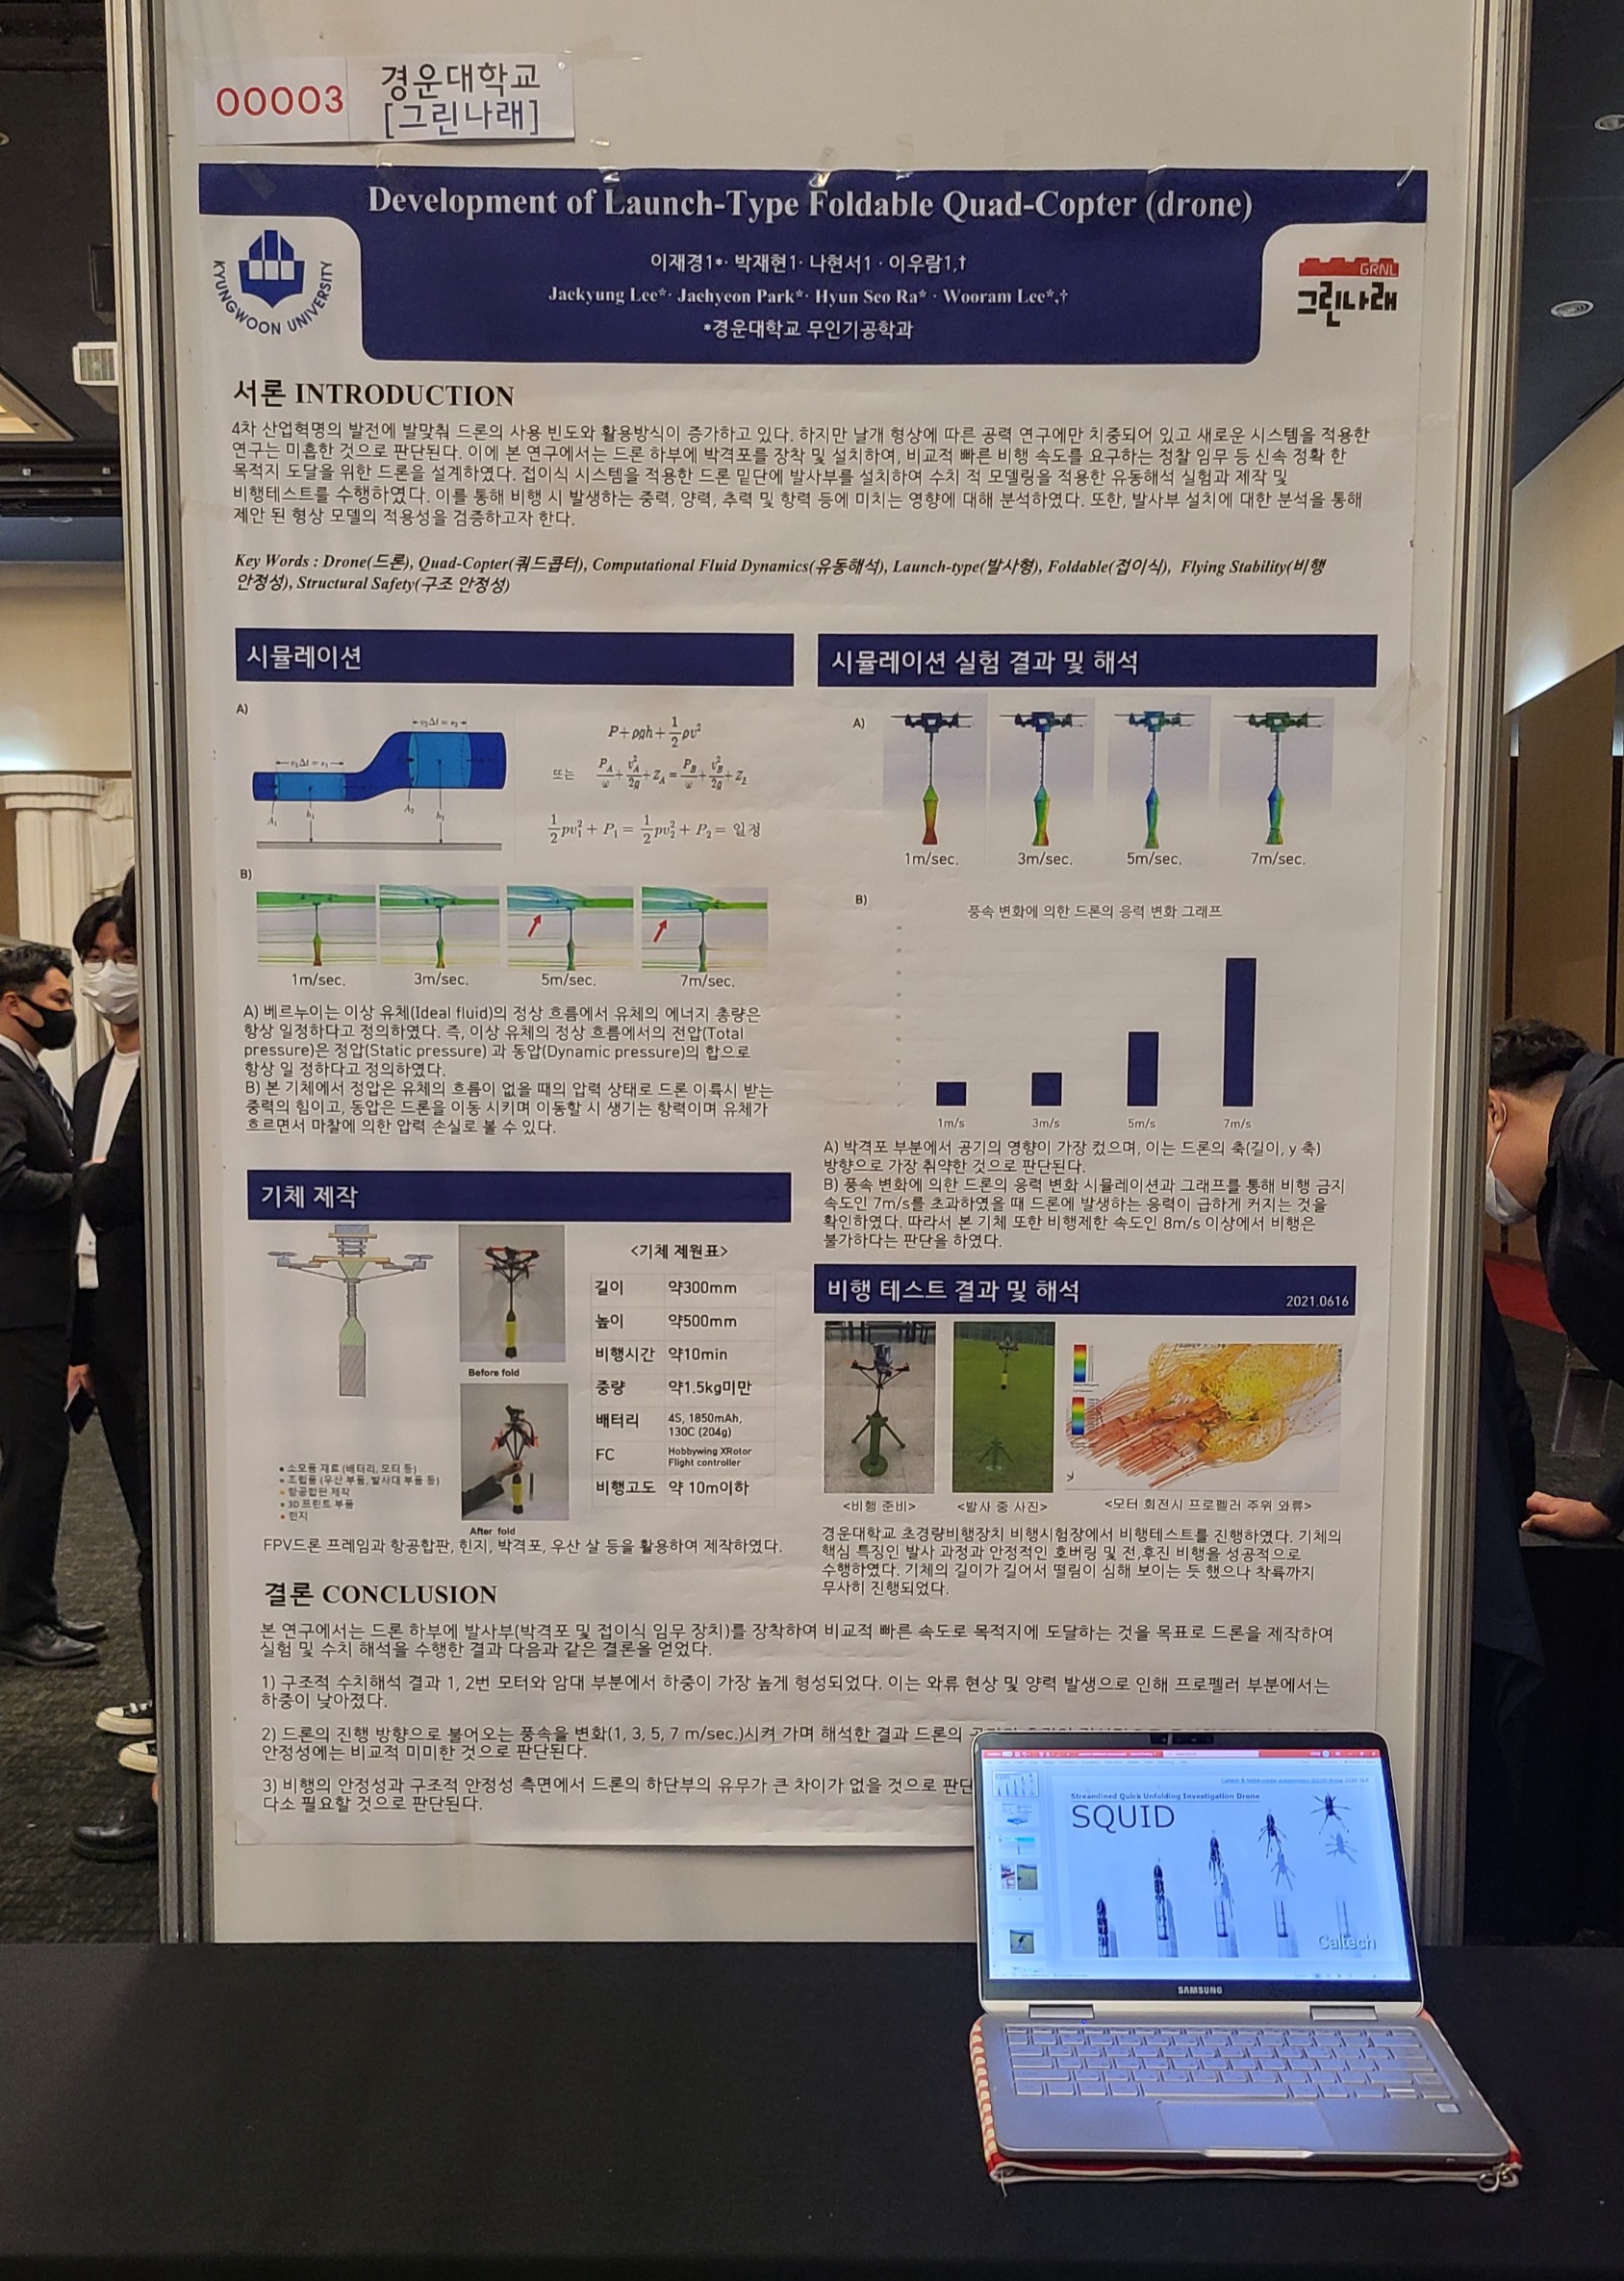 00003
경운대학교
[그린나래]
Development of Launch-Type Foldable Quad-Copter (drone)
KYUNGWOON UNIVERSITY
이재경1*· 박재현1· 나현서1 · 이우람1,†
Jaekyung Lee*· Jaehyeon Park*· Hyun Seo Ra* · Wooram Lee*,†
*경운대학교 무인기공학과
GRNL
그린나래
서론 INTRODUCTION
4차 산업혁명의 발전에 발맞춰 드론의 사용 빈도와 활용방식이 증가하고 있다. 하지만 날개 형상에 따른 공력 연구에만 치중되어 있고 새로운 시스템을 적용한
연구는 미흡한 것으로 판단된다. 이에 본 연구에서는 드론 하부에 박격포를 장착 및 설치하여, 비교적 빠른 비행 속도를 요구하는 정찰 임무 등 신속 정확 한
목적지 도달을 위한 드론을 설계하였다. 접이식 시스템을 적용한 드론 밑단에 발사부를 설치하여 수치 적 모델링을 적용한 유동해석 실험과 제작 및
비행테스트를 수행하였다. 이를 통해 비행 시 발생하는 중력, 양력, 추력 및 항력 등에 미치는 영향에 대해 분석하였다. 또한, 발사부 설치에 대한 분석을 통해
제안 된 형상 모델의 적용성을 검증하고자 한다.
Key Words : Drone(드론), Quad-Copter(쿼드콥터), Computational Fluid Dynamics(유동해석), Launch-type(발사형), Foldable(접이식), Flying Stability(비행
안정성), Structural Safety(구조 안정성)
시뮬레이션
A)
P+ρgh+1/2ρv²
또는 P_A/w+v_A²/2g+Z_A=P_B/w+v_B²/2g+Z_B
1/2pv₁²+P₁=1/2pv₂²+P₂= 일정
B)
1m/sec. 3m/sec. 5m/sec. 7m/sec.
A) 베르누이는 이상 유체(Ideal fluid)의 정상 흐름에서 유체의 에너지 총량은
항상 일정하다고 정의하였다. 즉, 이상 유체의 정상 흐름에서의 전압(Total
pressure)은 정압(Static pressure) 과 동압(Dynamic pressure)의 합으로
항상 일 정하다고 정의하였다.
B) 본 기체에서 정압은 유체의 흐름이 없을 때의 압력 상태로 드론 이륙시 받는
중력의 힘이고, 동압은 드론을 이동 시키며 이동할 시 생기는 항력이며 유체가
흐르면서 마찰에 의한 압력 손실로 볼 수 있다.
기체 제작
Before fold
After fold
• 소모품 재료 (배터리, 모터 등)
• 조립품 (우산 부품, 발사대 부품 등)
• 항공합판 제작
• 3D 프린트 부품
• 힌지
<기체 제원표>
길이 약300mm
높이 약500mm
비행시간 약10min
중량 약1.5kg미만
배터리 4S, 1850mAh,
130C (204g)
FC Hobbywing XRotor
Flight controller
비행고도 약 10m이하
FPV드론 프레임과 항공합판, 힌지, 박격포, 우산 살 등을 활용하여 제작하였다.
시뮬레이션 실험 결과 및 해석
A)
1m/sec. 3m/sec. 5m/sec. 7m/sec.
B)
풍속 변화에 의한 드론의 응력 변화 그래프
1m/s 3m/s 5m/s 7m/s
A) 박격포 부분에서 공기의 영향이 가장 컸으며, 이는 드론의 축(길이, y 축)
방향으로 가장 취약한 것으로 판단된다.
B) 풍속 변화에 의한 드론의 응력 변화 시뮬레이션과 그래프를 통해 비행 금지
속도인 7m/s를 초과하였을 때 드론에 발생하는 응력이 급하게 커지는 것을
확인하였다. 따라서 본 기체 또한 비행제한 속도인 8m/s 이상에서 비행은
불가하다는 판단을 하였다.
비행 테스트 결과 및 해석
2021.0616
<비행 준비>
<발사 중 사진>
<모터 회전시 프로펠러 주위 와류>
경운대학교 초경량비행장치 비행시험장에서 비행테스트를 진행하였다. 기체의
핵심 특징인 발사 과정과 안정적인 호버링 및 전,후진 비행을 성공적으로
수행하였다. 기체의 길이가 길어서 떨림이 심해 보이는 듯 했으나 착륙까지
무사히 진행되었다.
결론 CONCLUSION
본 연구에서는 드론 하부에 발사부(박격포 및 접이식 임무 장치)를 장착하여 비교적 빠른 속도로 목적지에 도달하는 것을 목표로 드론을 제작하여
실험 및 수치 해석을 수행한 결과 다음과 같은 결론을 얻었다.
1) 구조적 수치해석 결과 1, 2번 모터와 암대 부분에서 하중이 가장 높게 형성되었다. 이는 와류 현상 및 양력 발생으로 인해 프로펠러 부분에서는
하중이 낮아졌다.
2) 드론의 진행 방향으로 불어오는 풍속을 변화(1, 3, 5, 7 m/sec.)시켜 가며 해석한 결과 드론의
안정성에는 비교적 미미한 것으로 판단된다.
3) 비행의 안정성과 구조적 안정성 측면에서 드론의 하단부의 유무가 큰 차이가 없을 것으로 판단
다소 필요할 것으로 판단된다.
Streamlined Quick Unfolding Investigation Drone
SQUID
Caltech
SAMSUNG